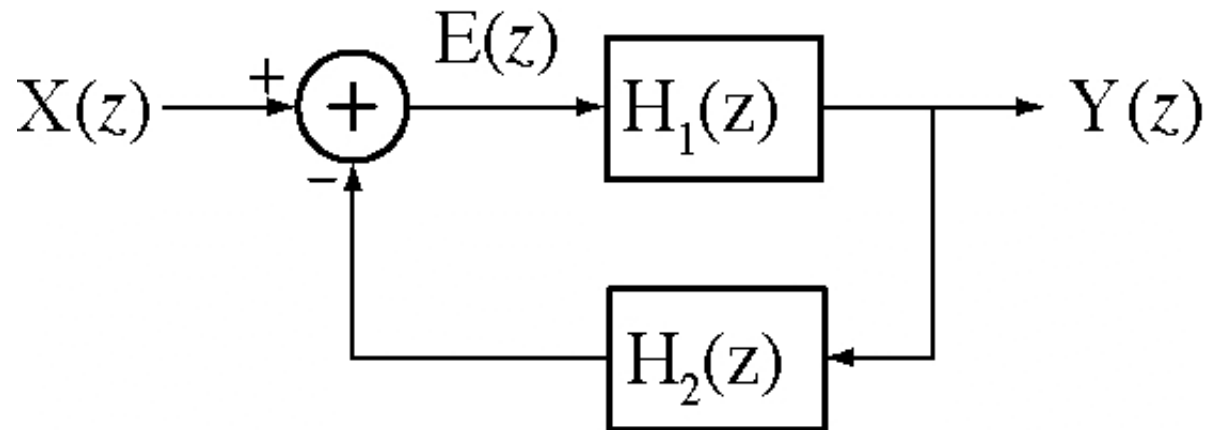 E(z)
X(z)
+
+
H₁(z)
Y(z)
−
H₂(z)